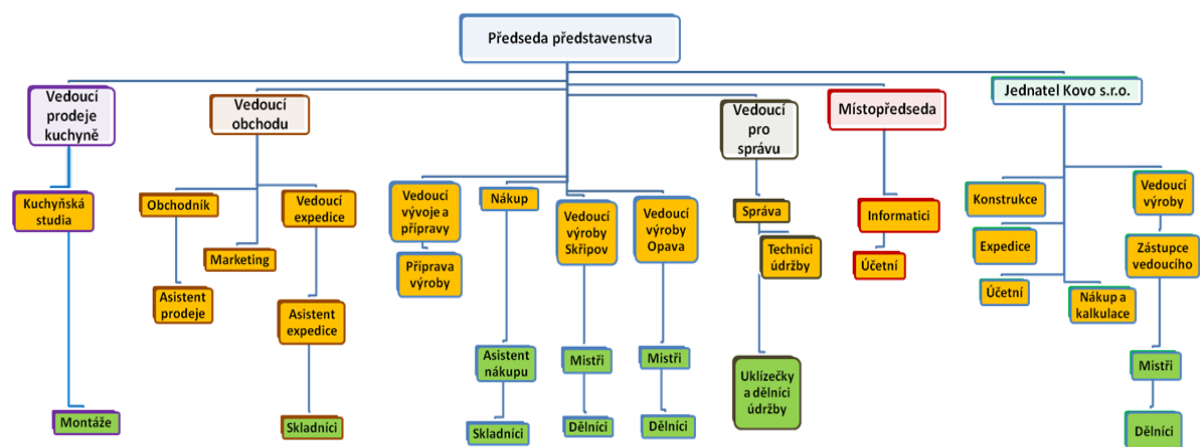 Předseda představenstva
Vedoucí
prodeje
kuchyně
Vedoucí
obchodu
Vedoucí
pro
správu
Místopředseda
Jednatel Kovo s.r.o.
Kuchyňská
studia
Obchodník
Vedoucí
expedice
Marketing
Asistent
prodeje
Asistent
expedice
Vedoucí
vývoje a
přípravy
Příprava
výroby
Nákup
Vedoucí
výroby
Skřipov
Vedoucí
výroby
Opava
Správa
Technici
údržby
Informatici
Účetní
Konstrukce
Expedice
Účetní
Nákup a
kalkulace
Vedoucí
výroby
Zástupce
vedoucího
Asistent
nákupu
Mistři
Mistři
Uklízečky
a dělníci
údržby
Mistři
Montáže
Skladníci
Skladníci
Dělníci
Dělníci
Dělníci